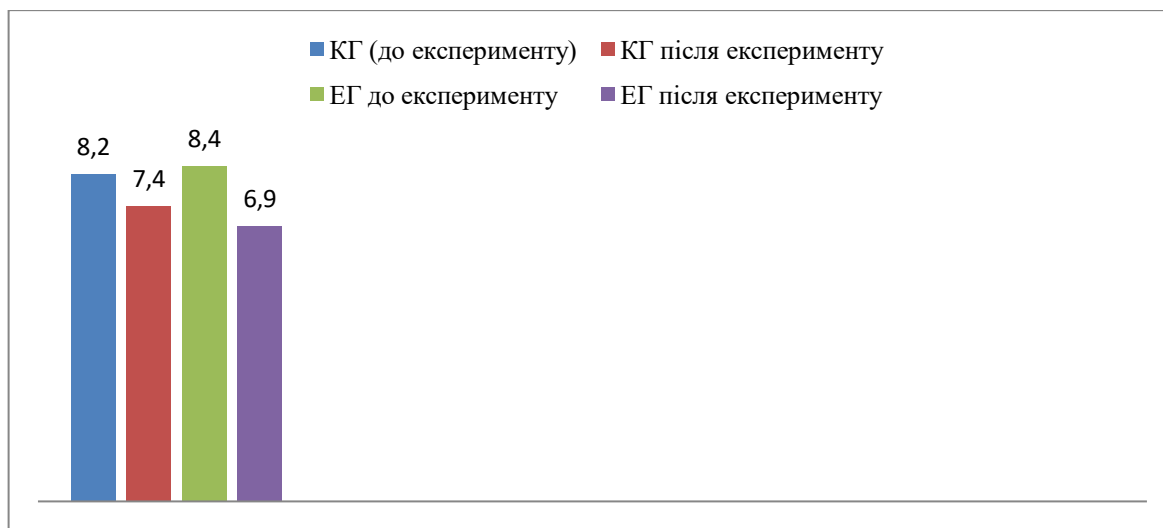 КГ (до експерименту) КГ після експерименту
ЕГ до експерименту ЕГ після експерименту
8,2 7,4 8,4 6,9